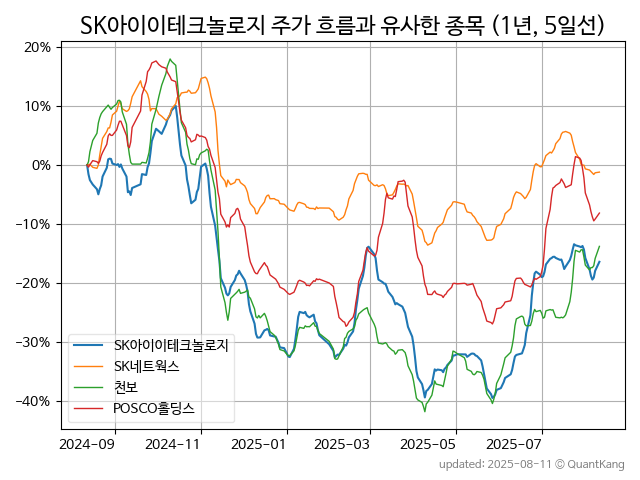 SK아이이테크놀로지 주가 흐름과 유사한 종목 (1년, 5일선)
20%
10%
0%
−10%
−20%
−30%
−40%
SK아이이테크놀로지
SK네트웍스
천보
POSCO홀딩스
2024-09
2024-11
2025-01
2025-03
2025-05
2025-07
updated: 2025-08-11 © QuantKang